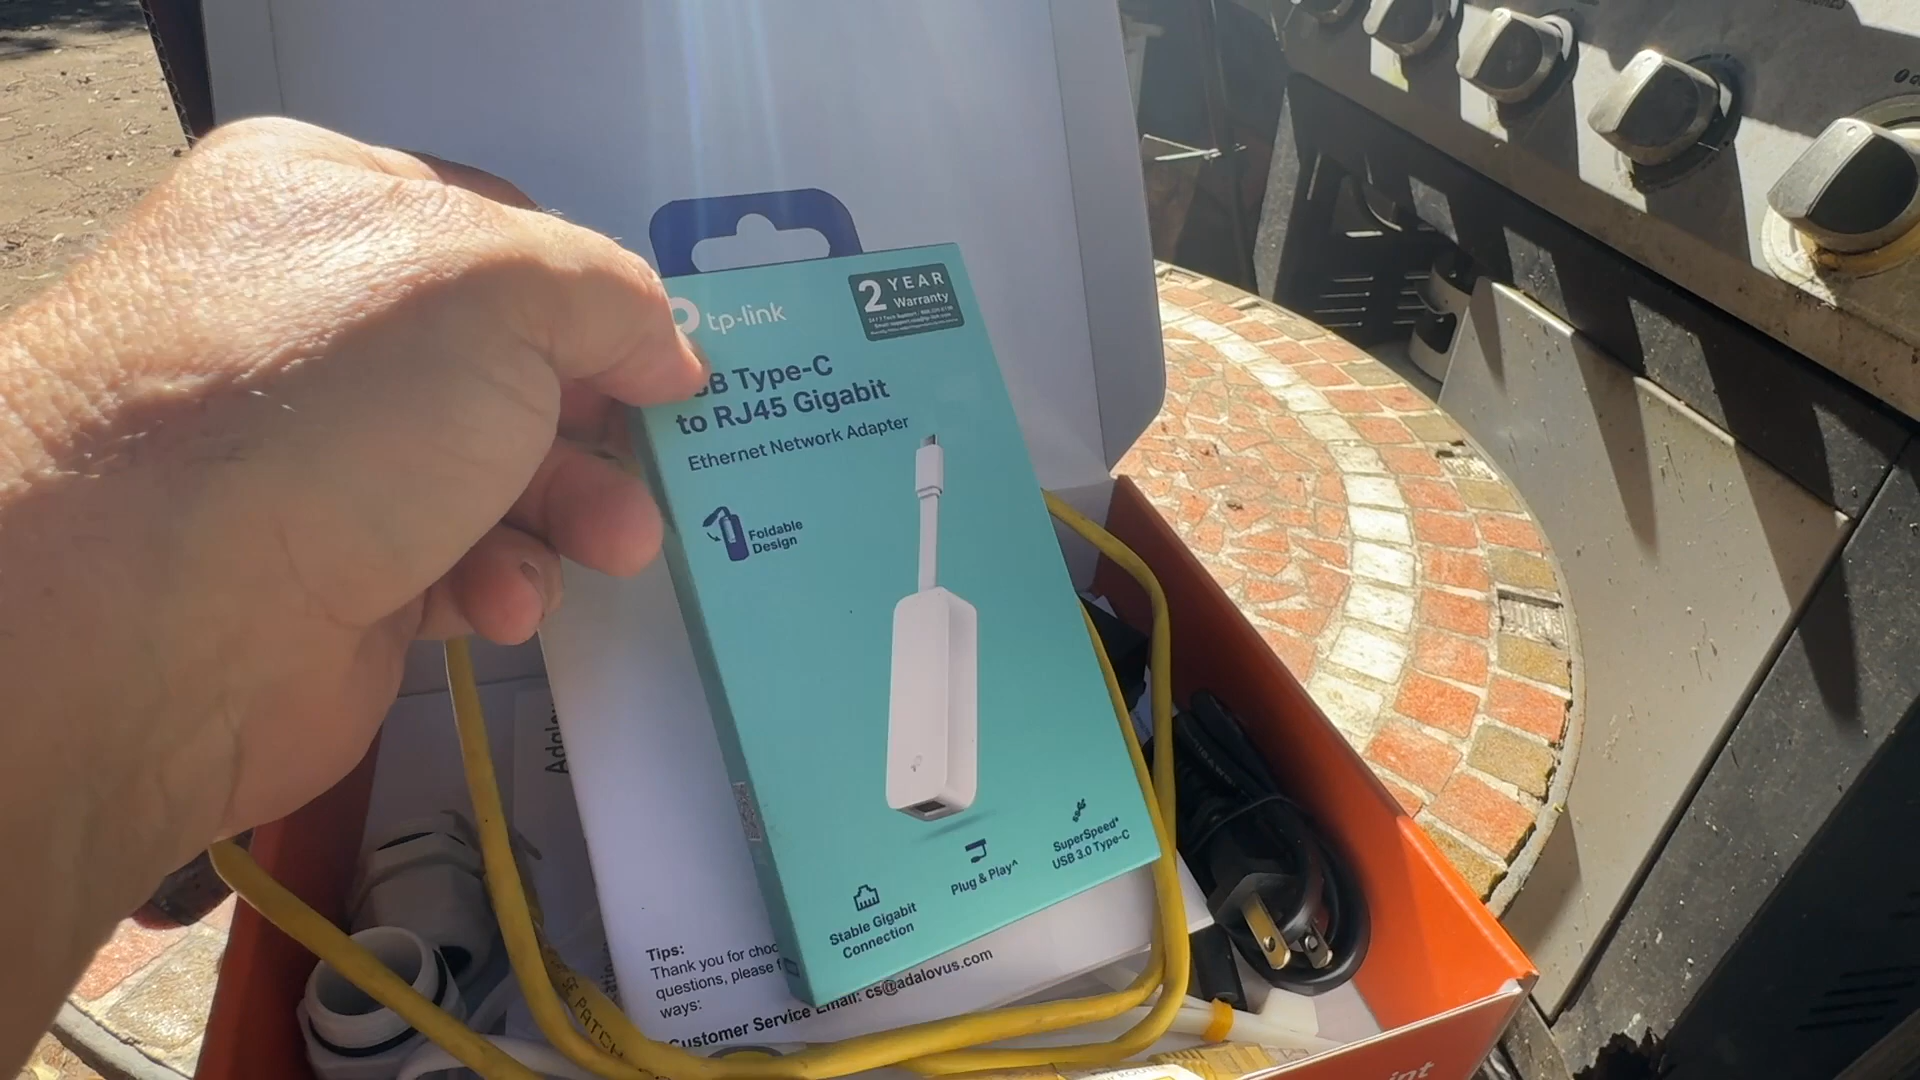 tp-link
2 YEAR
Warranty
Type-C
to RJ45 Gigabit
Ethernet Network Adapter
Foldable
Design
Stable Gigabit
Connection
Plug & Play^
SuperSpeed*
USB 3.0 Type-C
Tips:
Thank you for
questions, please
ways:
Customer Service Email: cs@adalovus.com
PATCH